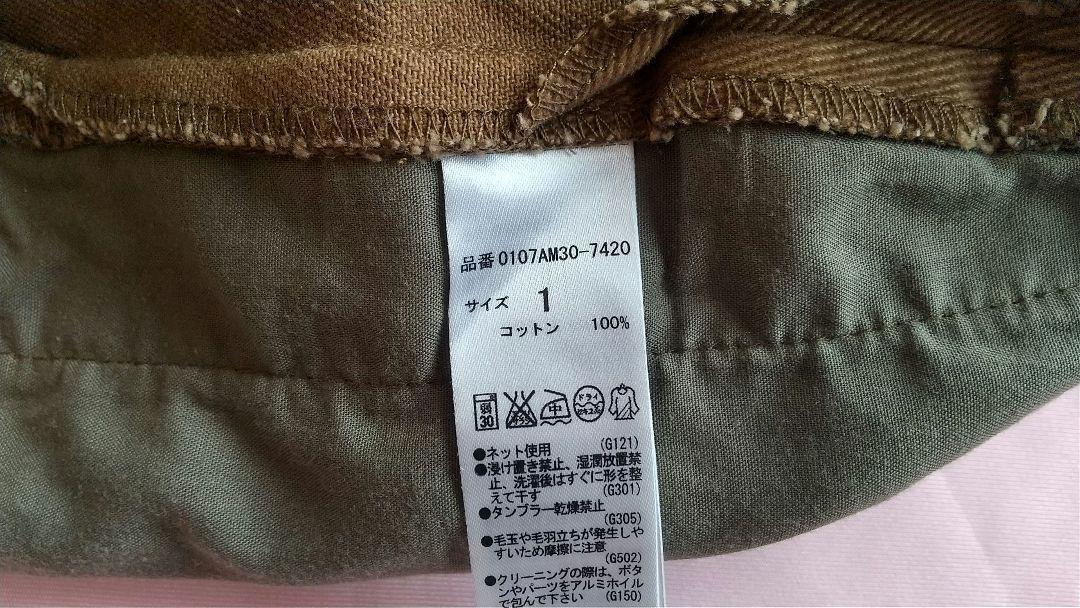 品番 0107AM30-7420
サイズ 1
コットン 100%
弱
30
中
ドライ
セキユ系
●ネット使用 (G121)
●浸け置き禁止、湿潤放置禁
止、洗濯後はすぐに形を整
えて干す (G301)
●タンブラー乾燥禁止
(G305)
●毛玉や毛羽立ちが発生しや
すいため摩擦に注意
(G502)
●クリーニングの際は、ボタ
ンやパーツをアルミホイル
で包んで下さい (G150)